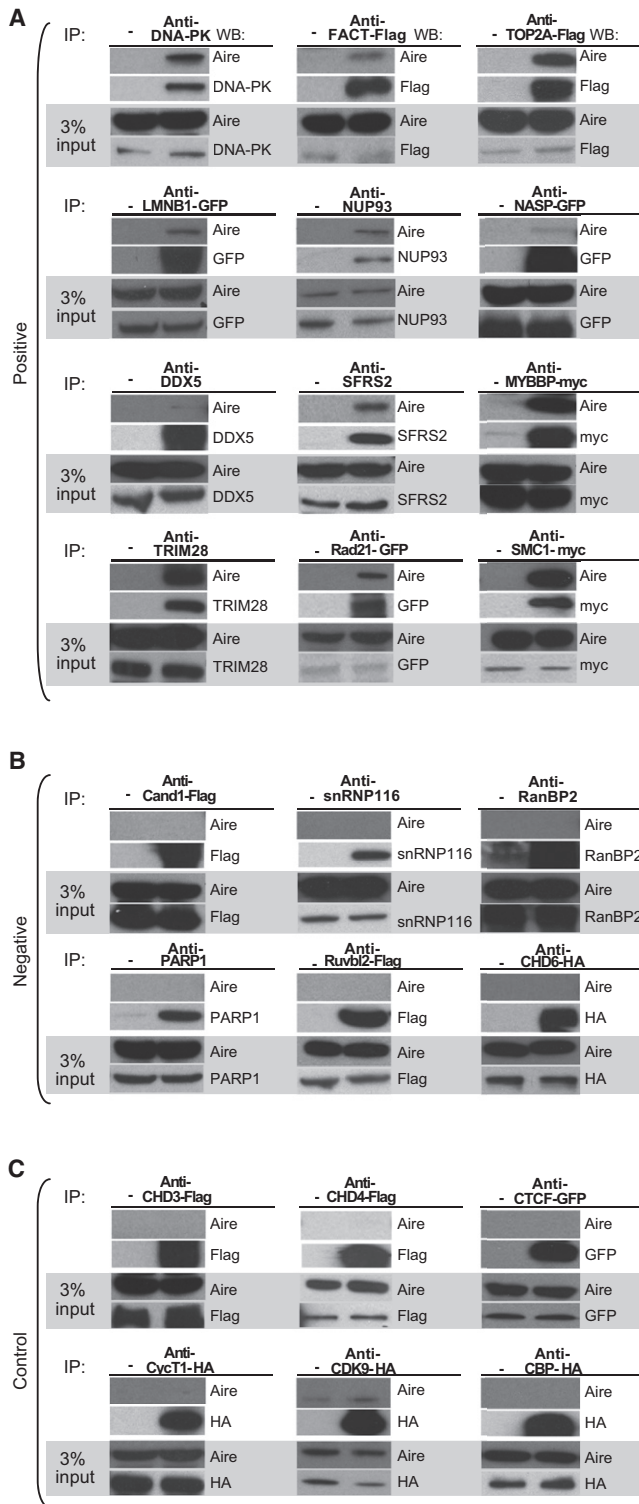 A
IP: - Anti-DNA-PK WB: - Anti-FACT-Flag WB: - Anti-TOP2A-Flag WB:
Aire Aire Aire
DNA-PK Flag Flag
3% input Aire Aire Aire
DNA-PK Flag Flag
Positive
IP: - Anti-LMNB1-GFP - Anti-NUP93 - Anti-NASP-GFP
Aire Aire Aire
GFP NUP93 GFP
3% input Aire Aire Aire
GFP NUP93 GFP
IP: - Anti-DDX5 - Anti-SFRS2 - Anti-MYBBP-myc
Aire Aire Aire
DDX5 SFRS2 myc
3% input Aire Aire Aire
DDX5 SFRS2 myc
IP: - Anti-TRIM28 - Anti-Rad21-GFP - Anti-SMC1-myc
Aire Aire Aire
TRIM28 GFP myc
3% input Aire Aire Aire
TRIM28 GFP myc
B
Negative
IP: - Anti-Cand1-Flag - Anti-snRNP116 - Anti-RanBP2
Aire Aire Aire
Flag snRNP116 RanBP2
3% input Aire Aire Aire
Flag snRNP116 RanBP2
IP: - Anti-PARP1 - Anti-Ruvbl2-Flag - Anti-CHD6-HA
Aire Aire Aire
PARP1 Flag HA
3% input Aire Aire Aire
PARP1 Flag HA
C
Control
IP: - Anti-CHD3-Flag - Anti-CHD4-Flag - Anti-CTCF-GFP
Aire Aire Aire
Flag Flag GFP
3% input Aire Aire Aire
Flag Flag GFP
IP: - Anti-CycT1-HA - Anti-CDK9-HA - Anti-CBP-HA
Aire Aire Aire
HA HA HA
3% input Aire Aire Aire
HA HA HA